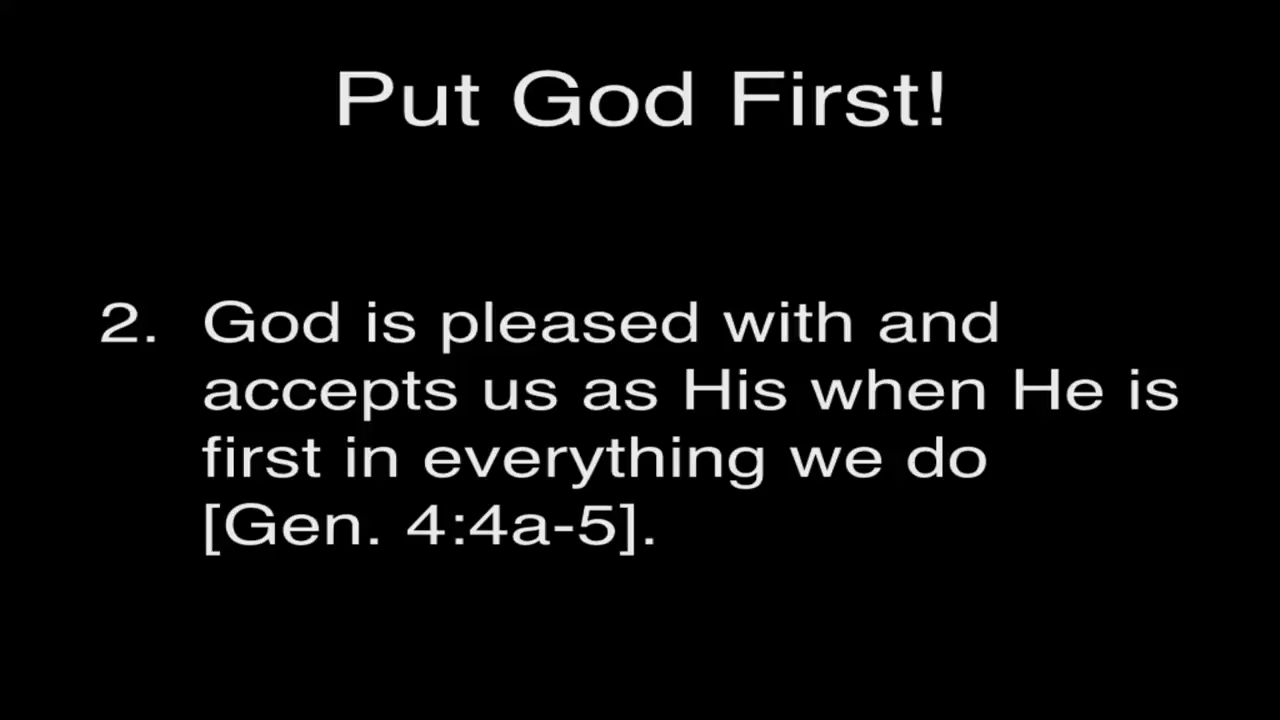 Put God First!
2. God is pleased with and
accepts us as His when He is
first in everything we do
[Gen. 4:4a-5].